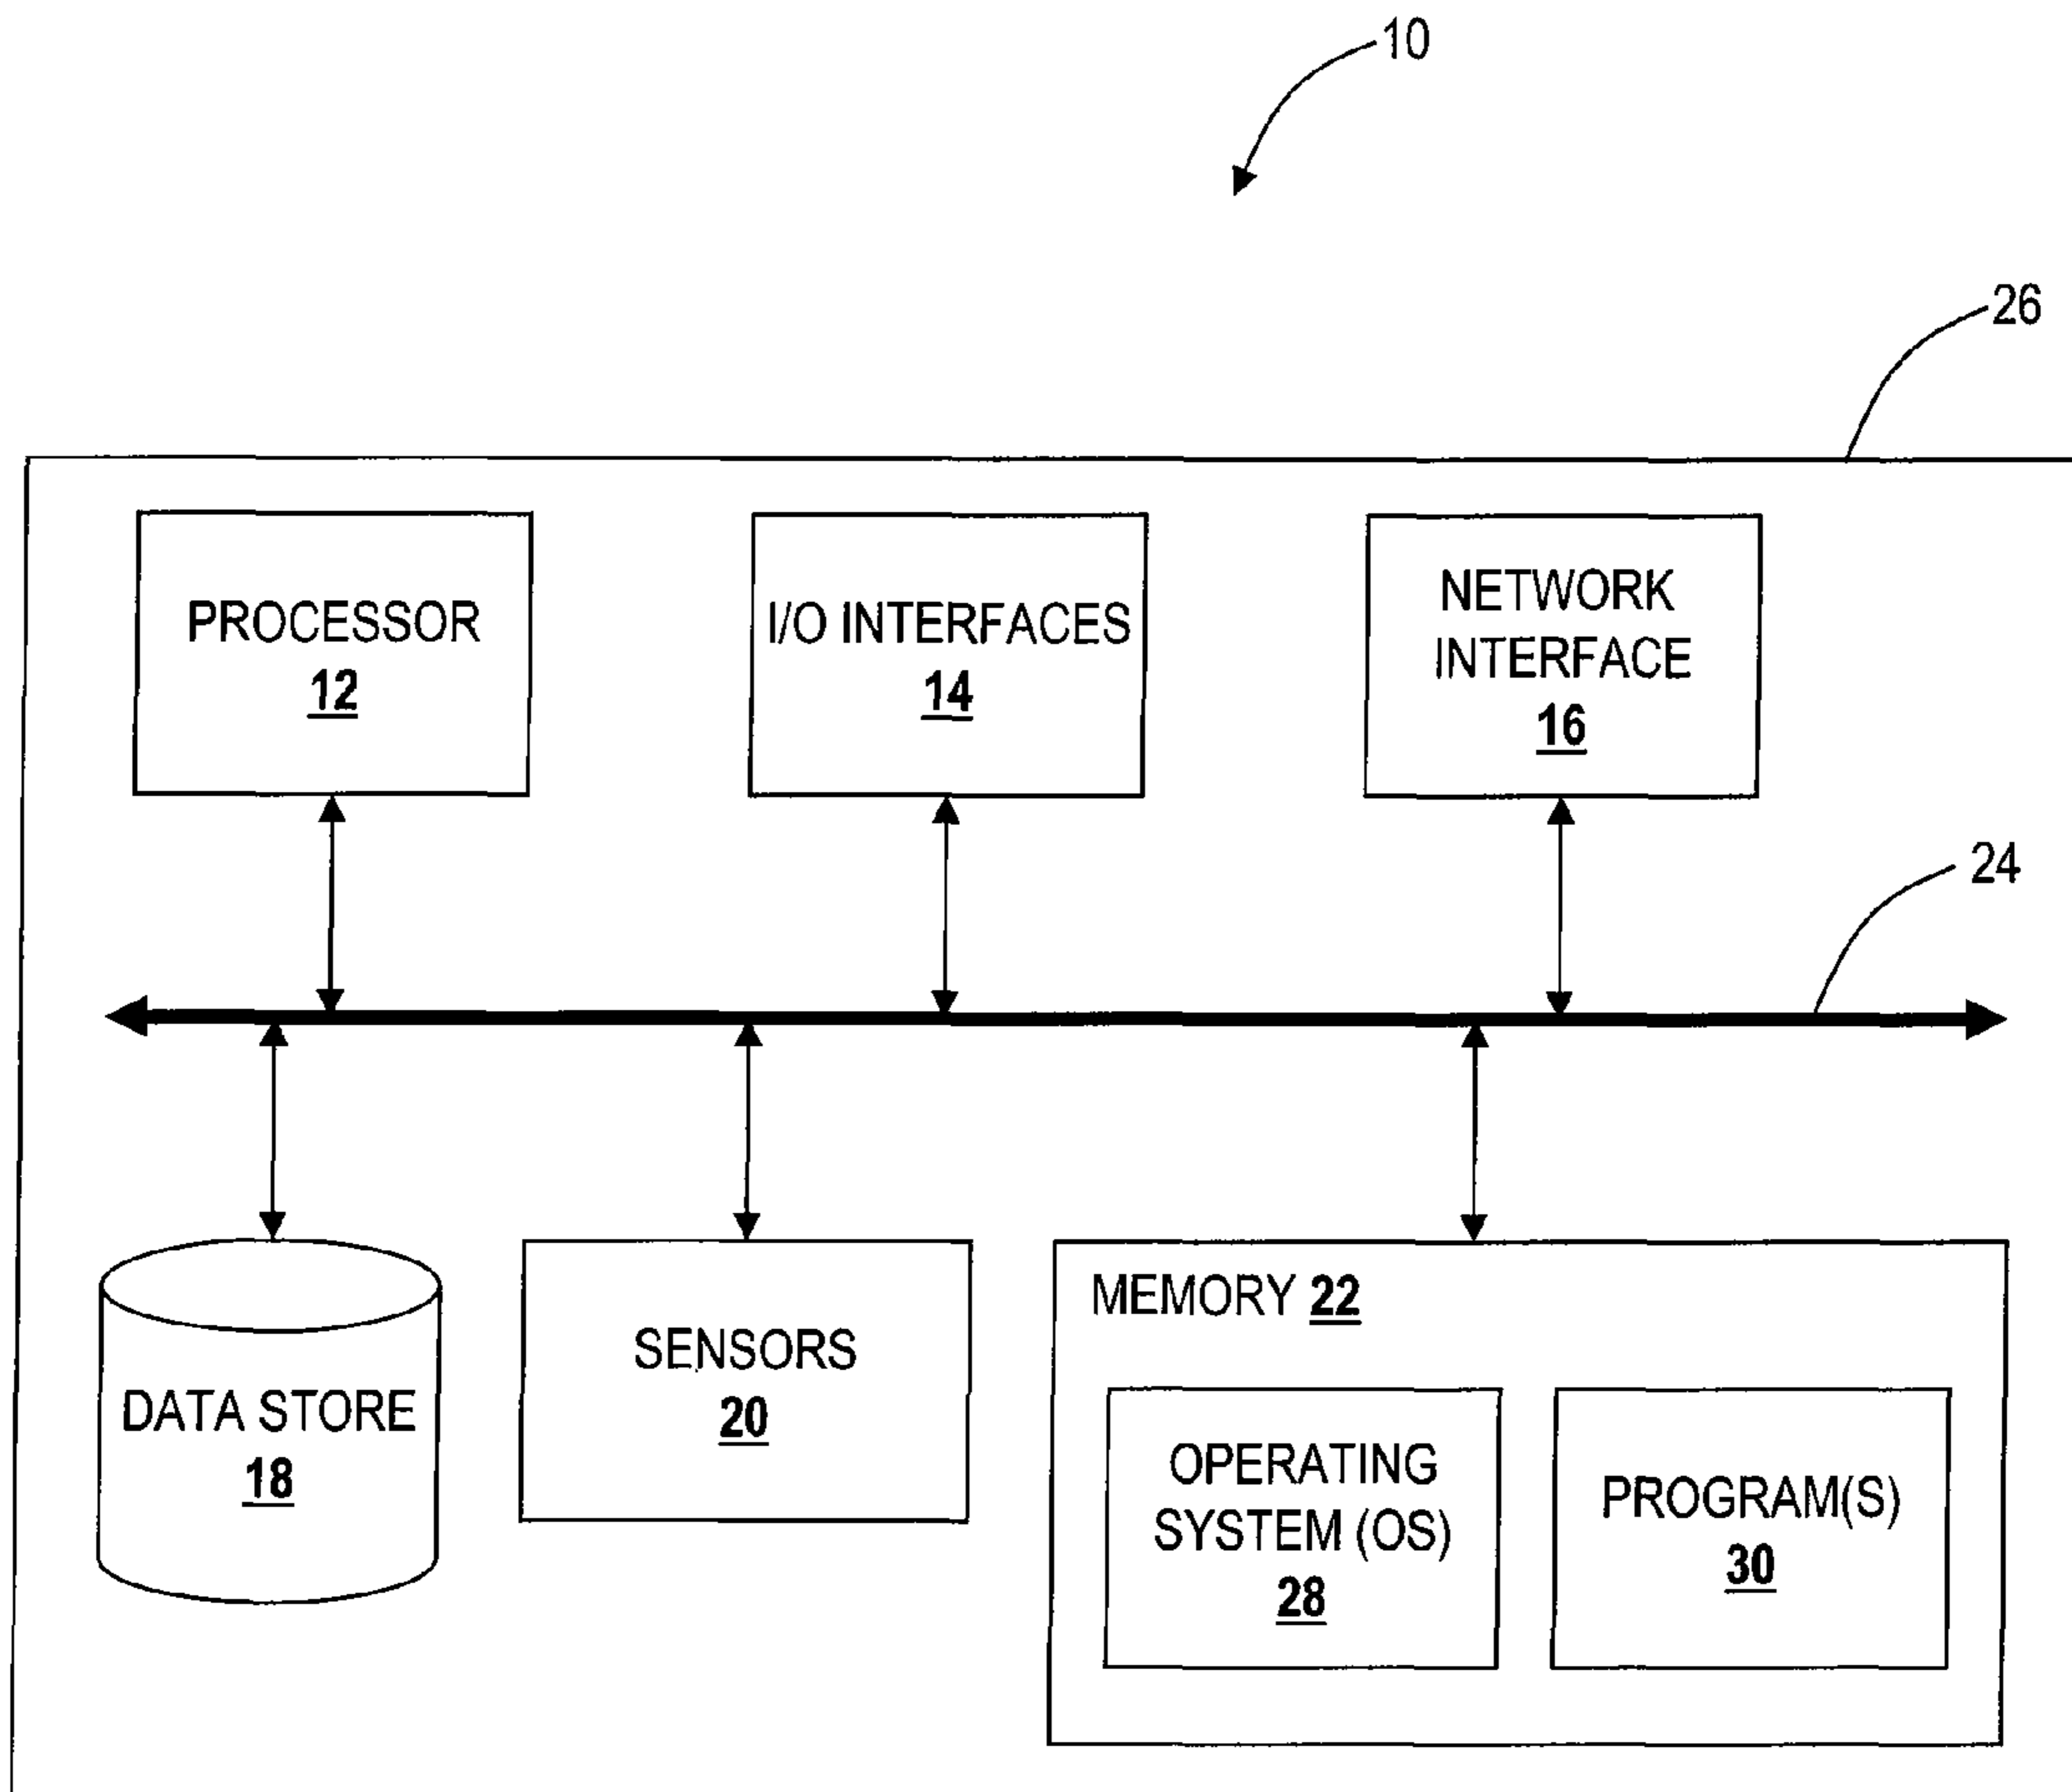 10
26
PROCESSOR
12
I/O INTERFACES
14
NETWORK
INTERFACE
16
24
DATA STORE
18
SENSORS
20
MEMORY 22
OPERATING
SYSTEM (OS)
28
PROGRAM(S)
30